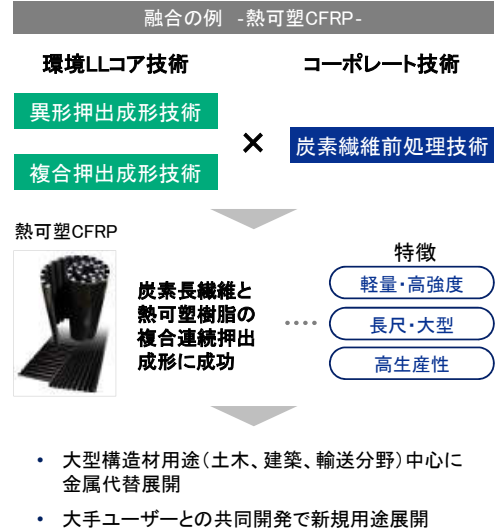 融合の例 -熱可塑CFRP-
環境LLコア技術
コーポレート技術
異形押出成形技術
複合押出成形技術
×
炭素繊維前処理技術
熱可塑CFRP
炭素長繊維と
熱可塑樹脂の
複合連続押出
成形に成功
‥‥
特徴
軽量・高強度
長尺・大型
高生産性
• 大型構造材用途(土木、建築、輸送分野)中心に
金属代替展開
• 大手ユーザーとの共同開発で新規用途展開